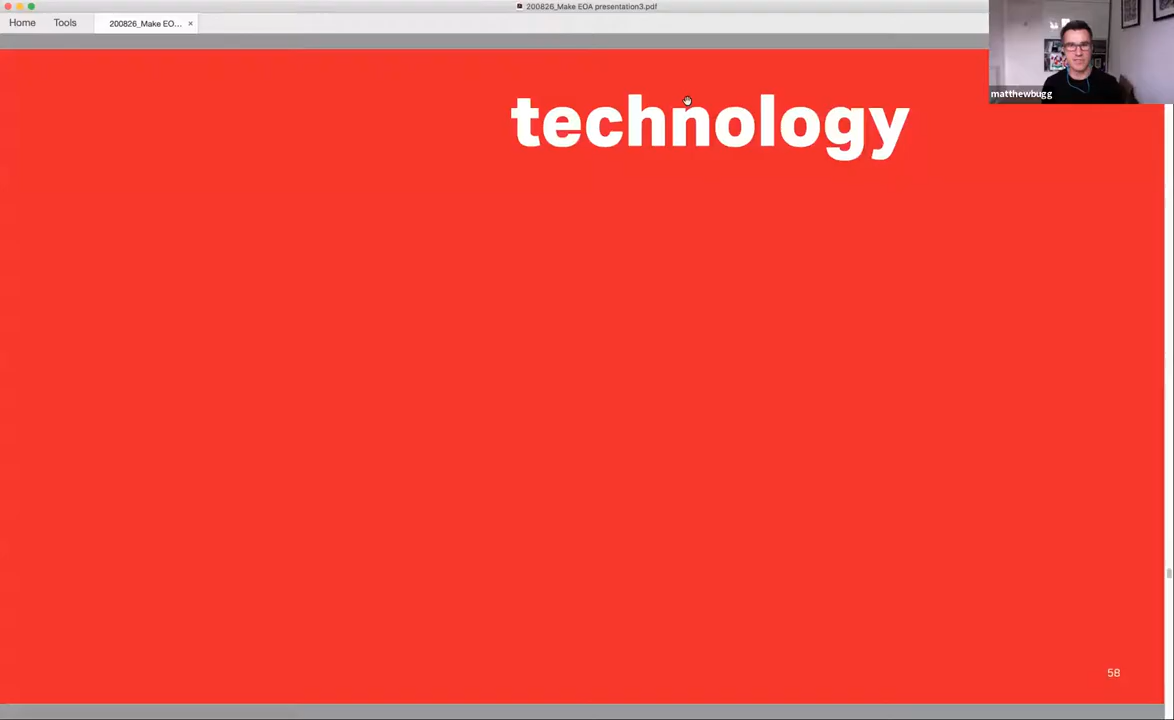 200826_Make EOA presentation3.pdf
Home Tools 200826_Make EO... ×
matthewbugg
technology
58